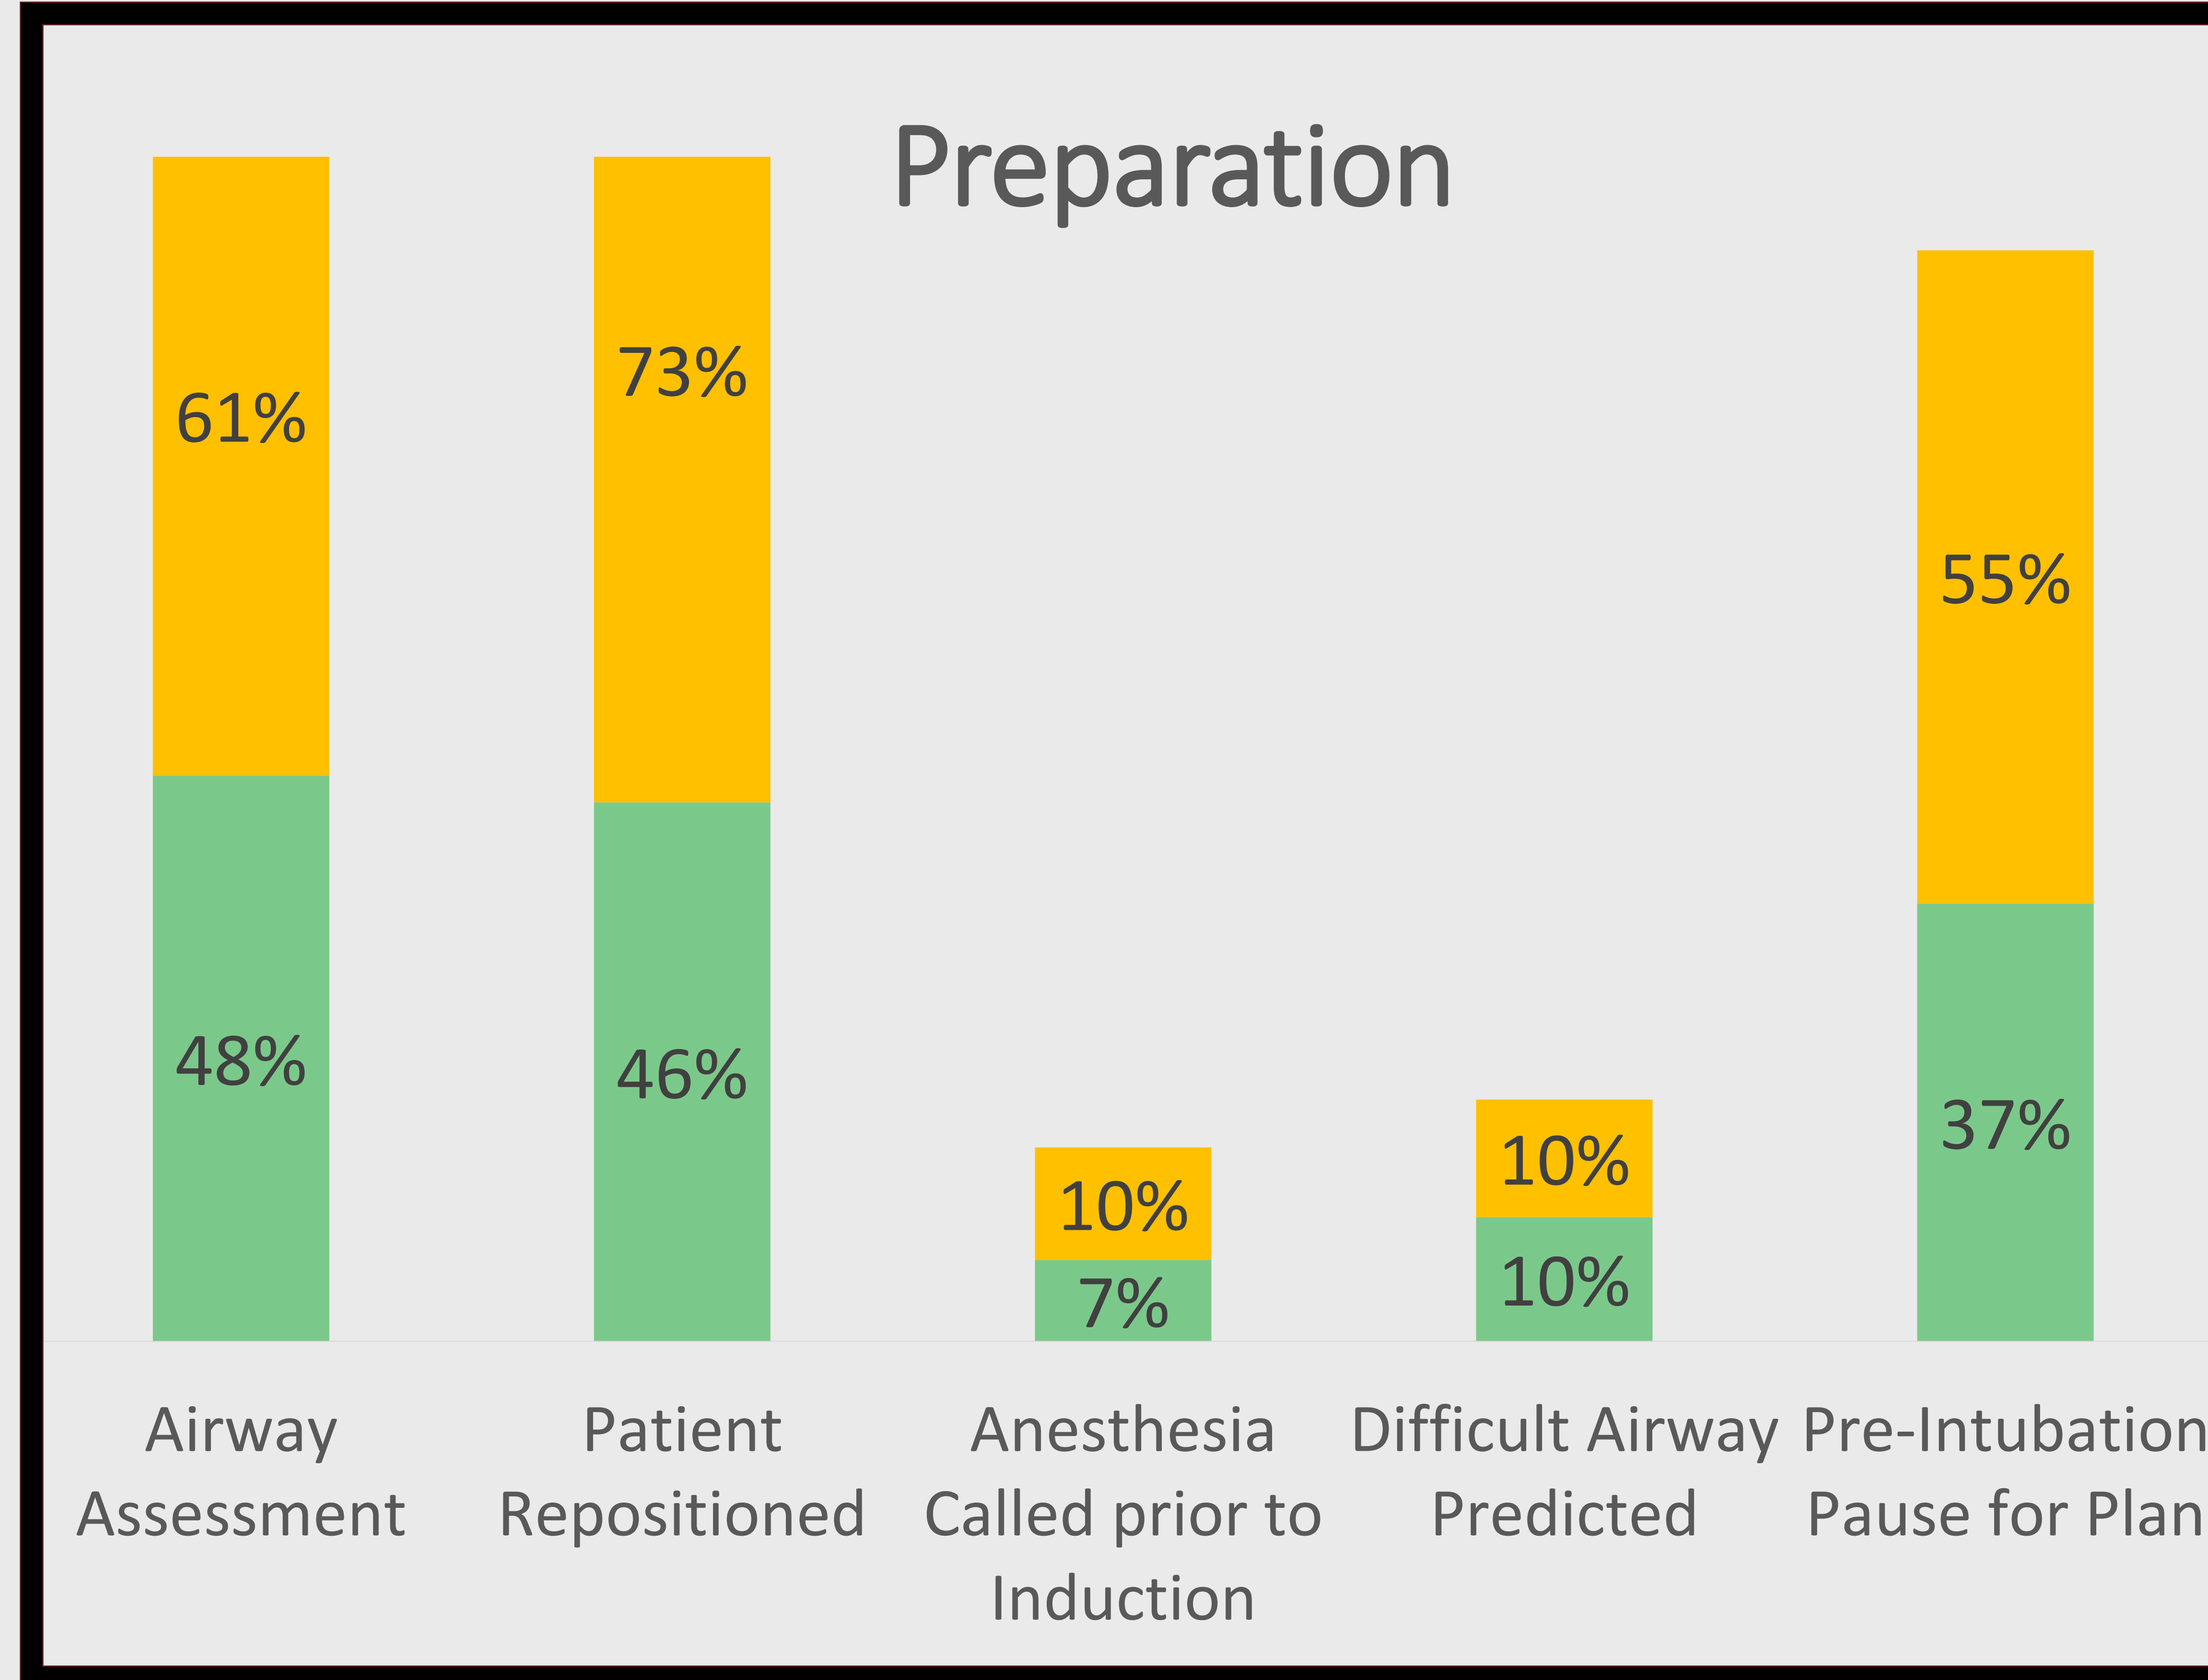 Preparation
61%
73%
55%
48%
46%
10%
10%
37%
7%
10%
Airway
Assessment
Patient
Repositioned
Anesthesia
Called prior to
Induction
Difficult Airway
Predicted
Pre-Intubation
Pause for Plan